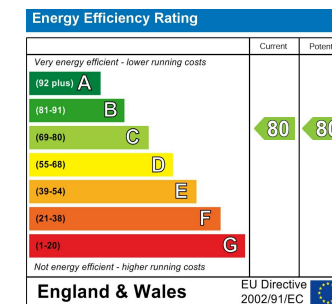 Energy Efficiency Rating
Current Poten
Very energy efficient - lower running costs
(92 plus) A
(81-91) B
(69-80) C
80 80
(55-68) D
(39-54) E
(21-38) F
(1-20) G
Not energy efficient - higher running costs
England & Wales
EU Directive
2002/91/EC